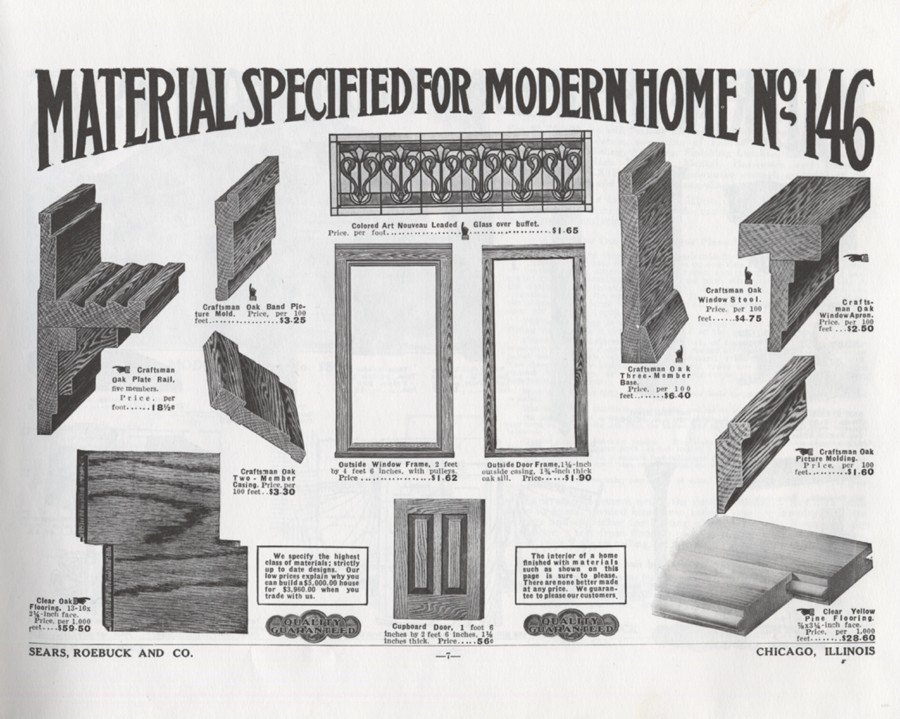 MATERIAL SPECIFIED FOR MODERN HOME No. 146
Colored Art Nouveau Leaded Glass over buffet.
Price, per foot.....................................$1.65
Craftsman Oak Band Pic-
ture Mold. Price, per 100
feet..................$3.25
Craftsman
Oak Plate Rail,
five members.
Price, per
foot......18½c
Craftsman Oak
Two-Member
Casing. Price, per
100 feet..$3.30
Outside Window Frame, 2 feet
by 4 feet 6 inches, with pulleys.
Price.....................$1.62
Outside Door Frame, 1⅛-inch
outside casing, 1¾-inch thick
oak sill. Price......$1.90
Craftsman Oak
Window Stool.
Price, per 100
feet......$4.75
Crafts-
man Oak
Window Apron.
Price, per 100
feet...$2.50
Craftsman Oak
Three-Member
Base.
Price, per 100
feet........$6.40
Craftsman Oak
Picture Molding.
Price, per 100
feet.........$1.60
Clear Oak
Flooring, 13-16x
2¼-inch face.
Price, per 1,000
feet....$59.50
We specify the highest
class of materials; strictly
up to date designs. Our
low prices explain why you
can build a $5,000.00 house
for $3,960.00 when you
trade with us.
QUALITY
GUARANTEED
Cupboard Door, 1 foot 6
inches by 2 feet 6 inches, 1⅛
inches thick. Price.....56c
The interior of a home
finished with materials
such as shown on this
page is sure to please.
There are none better made
at any price. We guaran-
tee to please our customers.
QUALITY
GUARANTEED
Clear Yellow
Pine Flooring.
⅞x3¼-inch face.
Price, per 1,000
feet.......$28.60
SEARS, ROEBUCK AND CO.
—7—
CHICAGO, ILLINOIS